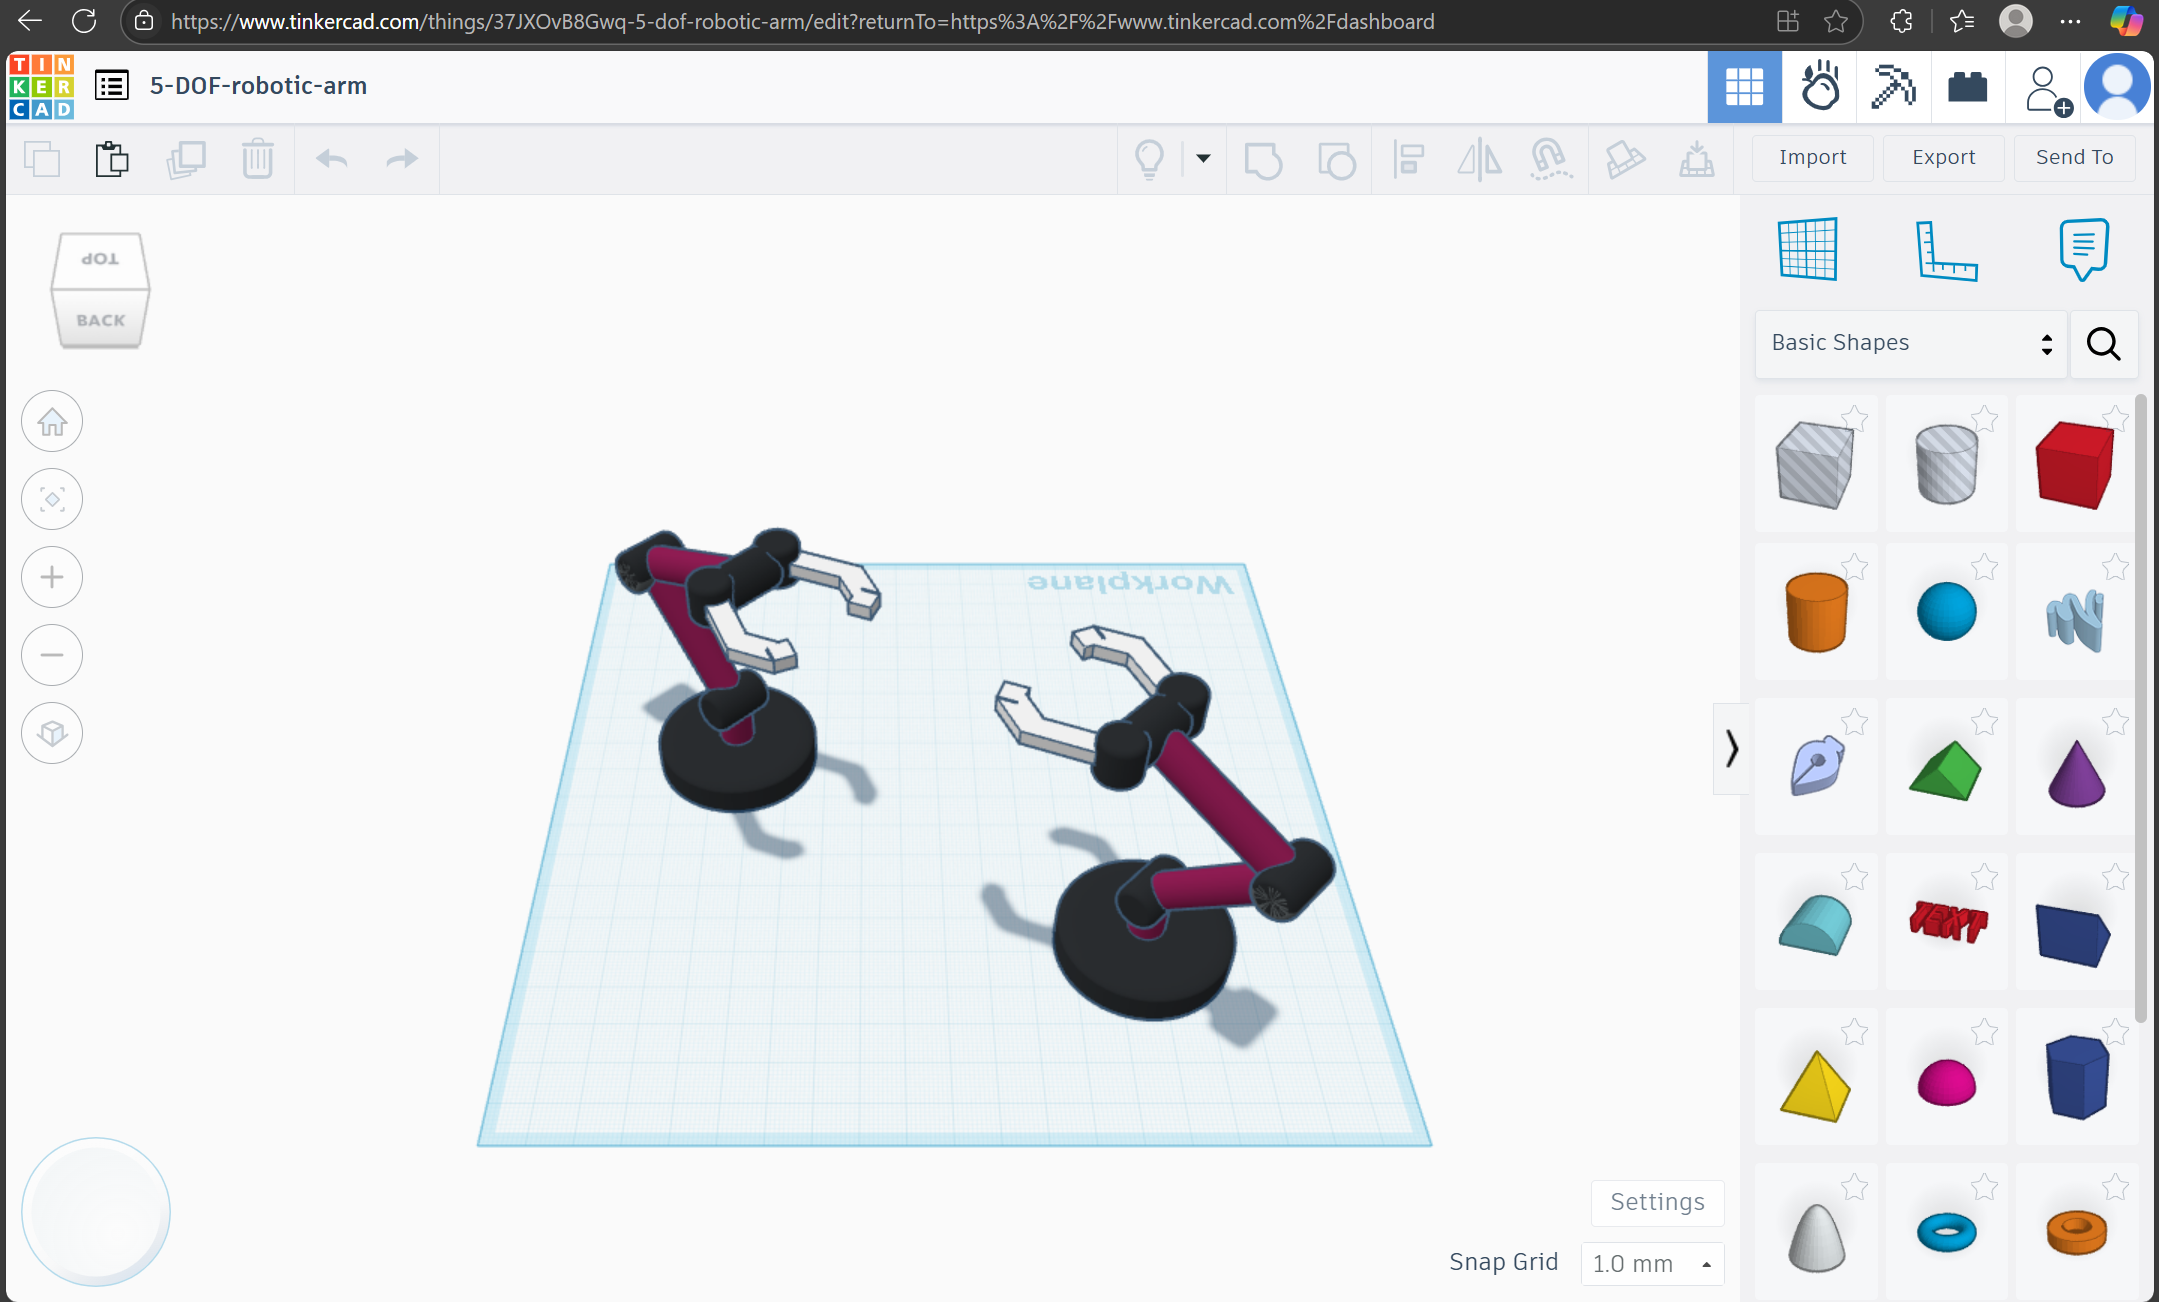 https://www.tinkercad.com/things/37JXOvB8Gwq-5-dof-robotic-arm/edit?returnTo=https%3A%2F%2Fwww.tinkercad.com%2Fdashboard
TIN
KER
CAD
5-DOF-robotic-arm
Import
Export
Send To
TOP
BACK
Basic Shapes
Workplane
TEXT
Settings
Snap Grid
1.0 mm